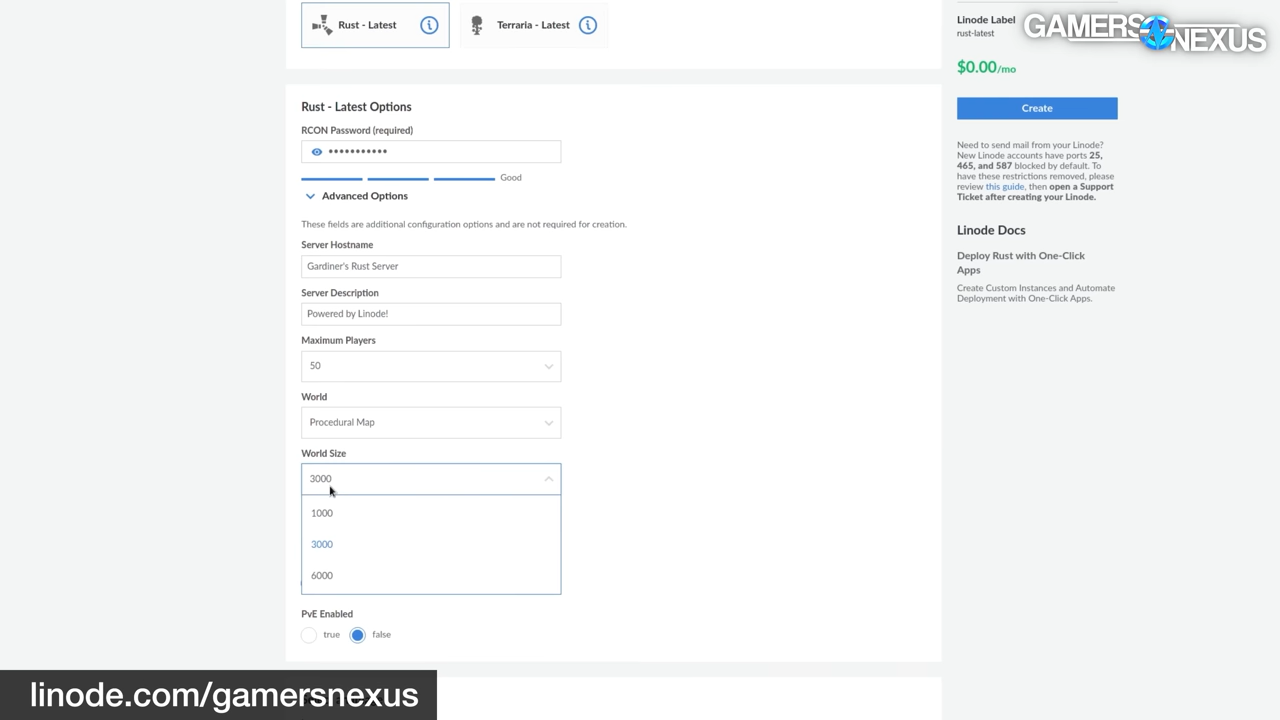 Rust - Latest
Terraria - Latest
Linode Label
rust-latest
GAMERS NEXUS
$0.00/mo
Create
Need to send mail from your Linode?
New Linode accounts have ports 25,
465, and 587 blocked by default. To
have these restrictions removed, please
review this guide, then open a Support
Ticket after creating your Linode.
Linode Docs
Deploy Rust with One-Click
Apps
Create Custom Instances and Automate
Deployment with One-Click Apps.
Rust - Latest Options
RCON Password (required)
•••••••••••
Good
Advanced Options
These fields are additional configuration options and are not required for creation.
Server Hostname
Gardiner's Rust Server
Server Description
Powered by Linode!
Maximum Players
50
World
Procedural Map
World Size
3000
1000
3000
6000
PvE Enabled
true false
linode.com/gamersnexus